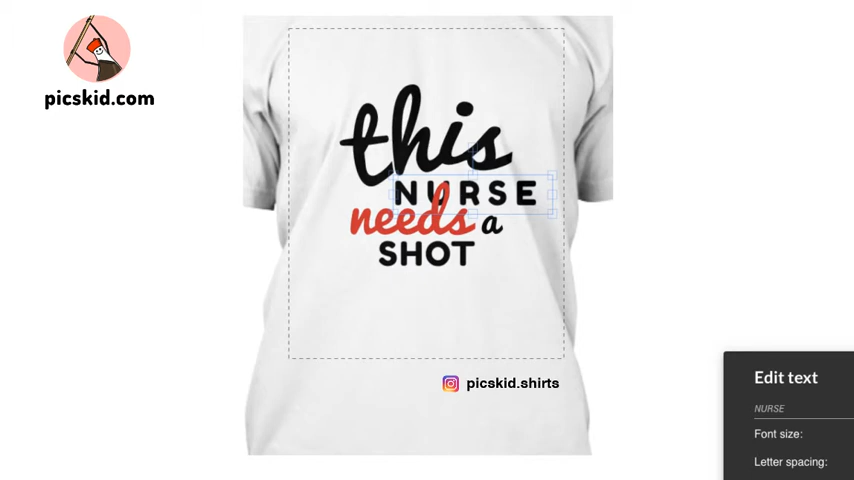 picskid.com
this
NURSE
needs a
SHOT
picskid.shirts
Edit text
NURSE
Font size:
Letter spacing: